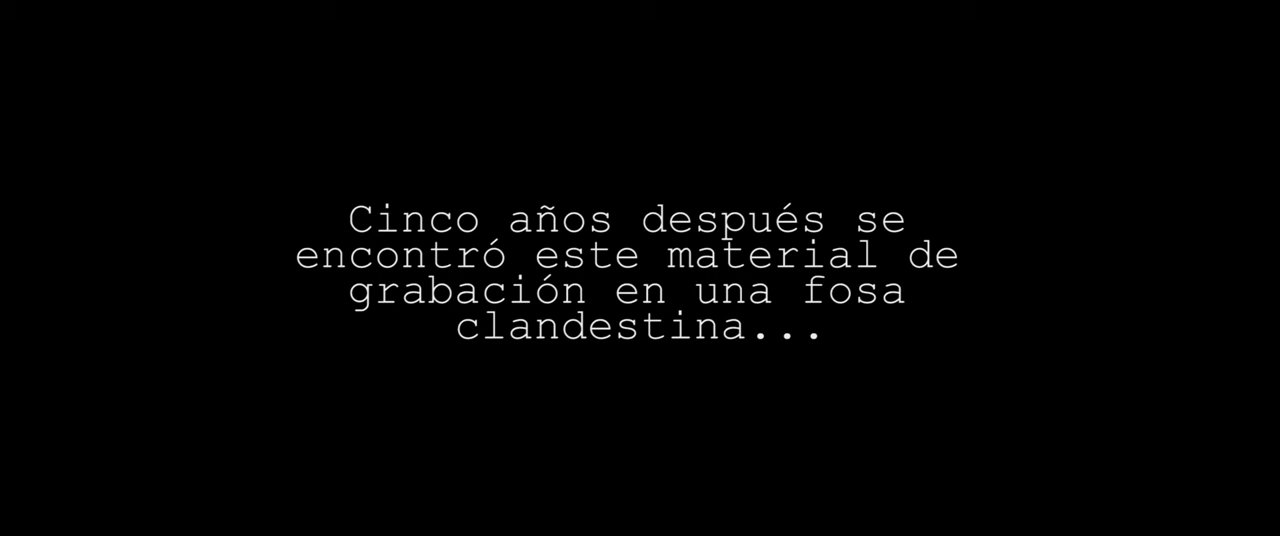 Cinco años después se
encontró este material de
grabación en una fosa
clandestina...